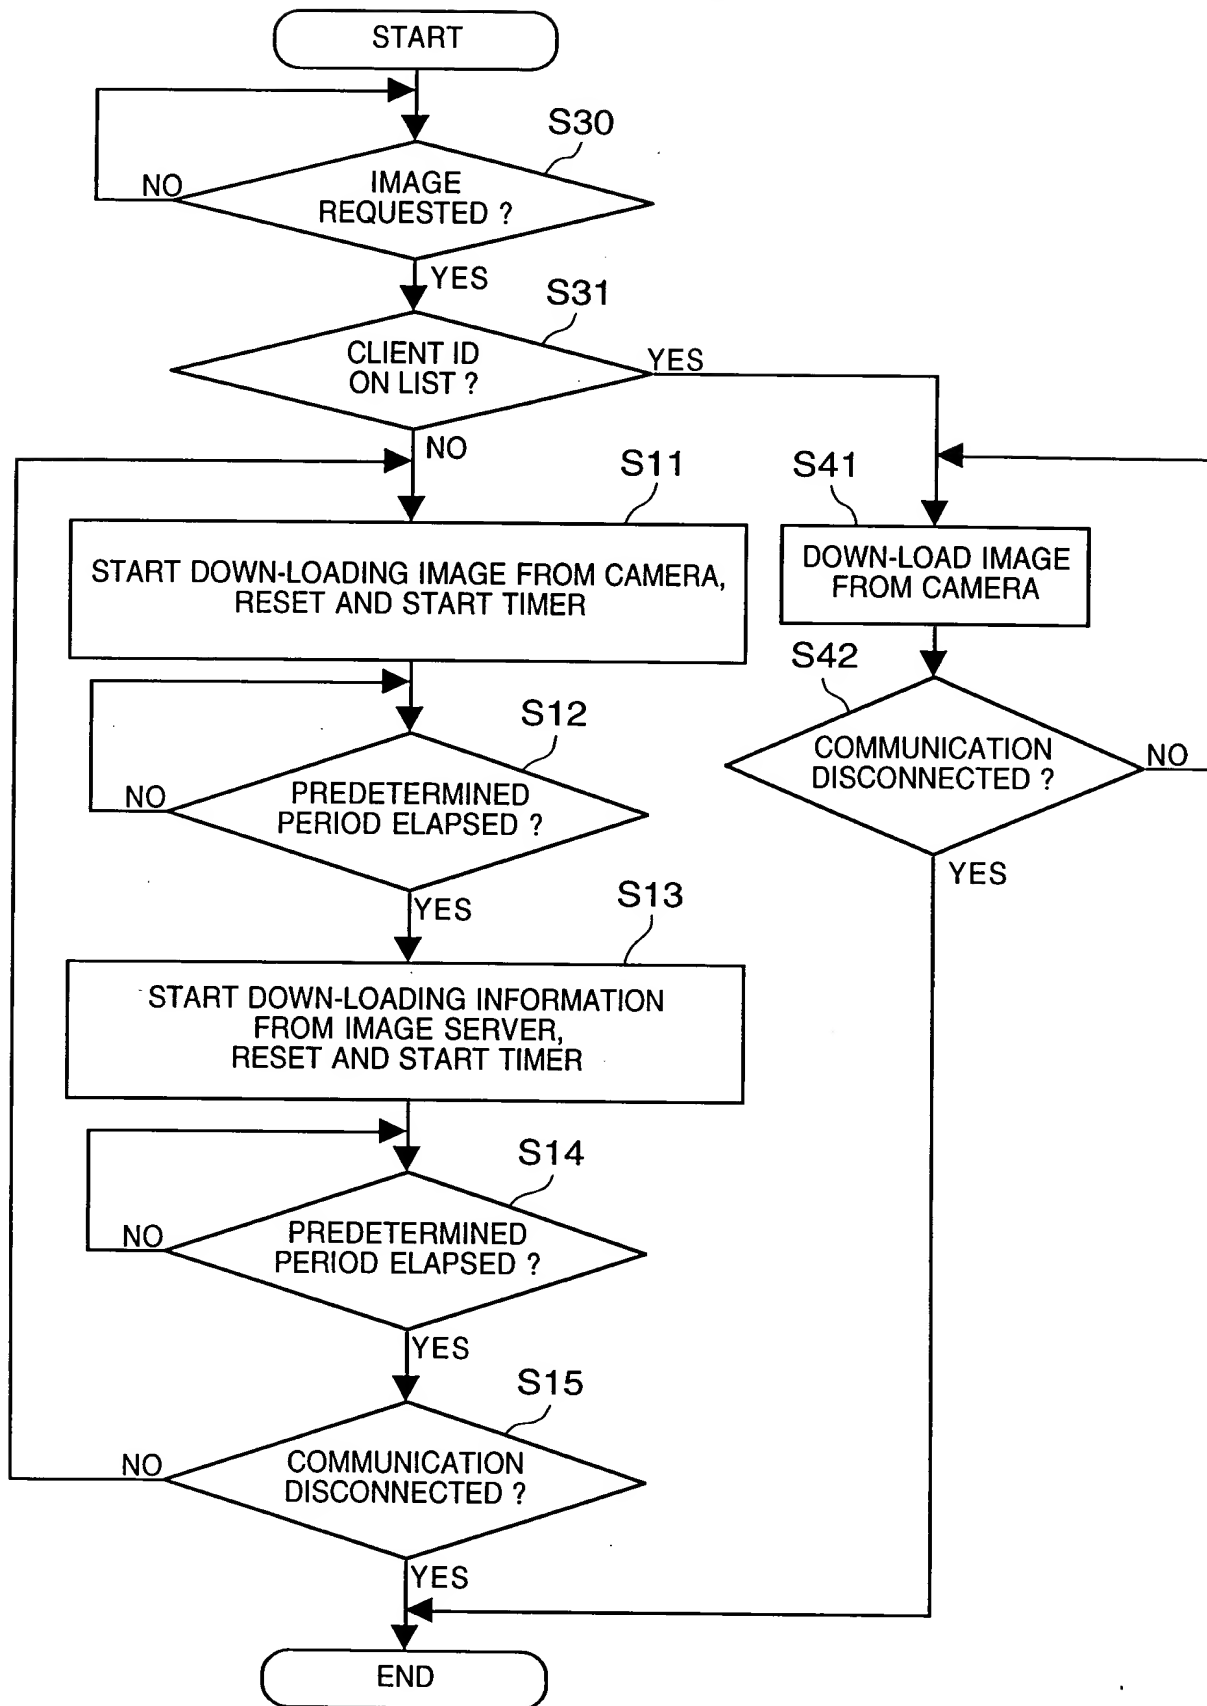 START
S30
NO
IMAGE
REQUESTED ?
YES
S31
CLIENT ID
ON LIST ?
YES
NO
S11
S41
START DOWN-LOADING IMAGE FROM CAMERA,
RESET AND START TIMER
DOWN-LOAD IMAGE
FROM CAMERA
S12
S42
NO
PREDETERMINED
PERIOD ELAPSED ?
COMMUNICATION
DISCONNECTED ?
NO
YES
YES
S13
START DOWN-LOADING INFORMATION
FROM IMAGE SERVER,
RESET AND START TIMER
S14
NO
PREDETERMINED
PERIOD ELAPSED ?
YES
S15
NO
COMMUNICATION
DISCONNECTED ?
YES
END